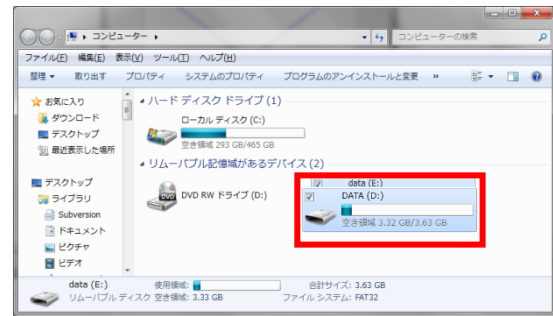 コンピューター
コンピューターの検索
ファイル(F) 編集(E) 表示(V) ツール(T) ヘルプ(H)
整理 取り出す プロパティ システムのプロパティ プログラムのアンインストールと変更 »
お気に入り
ダウンロード
デスクトップ
最近表示した場所
デスクトップ
ライブラリ
Subversion
ドキュメント
ピクチャ
ビデオ
ハード ディスク ドライブ (1)
ローカル ディスク (C:)
空き領域 293 GB/465 GB
リムーバブル記憶域があるデバイス (2)
DVD RW ドライブ (D:)
data (E:)
DATA (D:)
空き領域 3.32 GB/3.63 GB
data (E:) 使用領域: 合計サイズ: 3.63 GB
リムーバブル ディスク 空き領域: 3.33 GB ファイル システム: FAT32